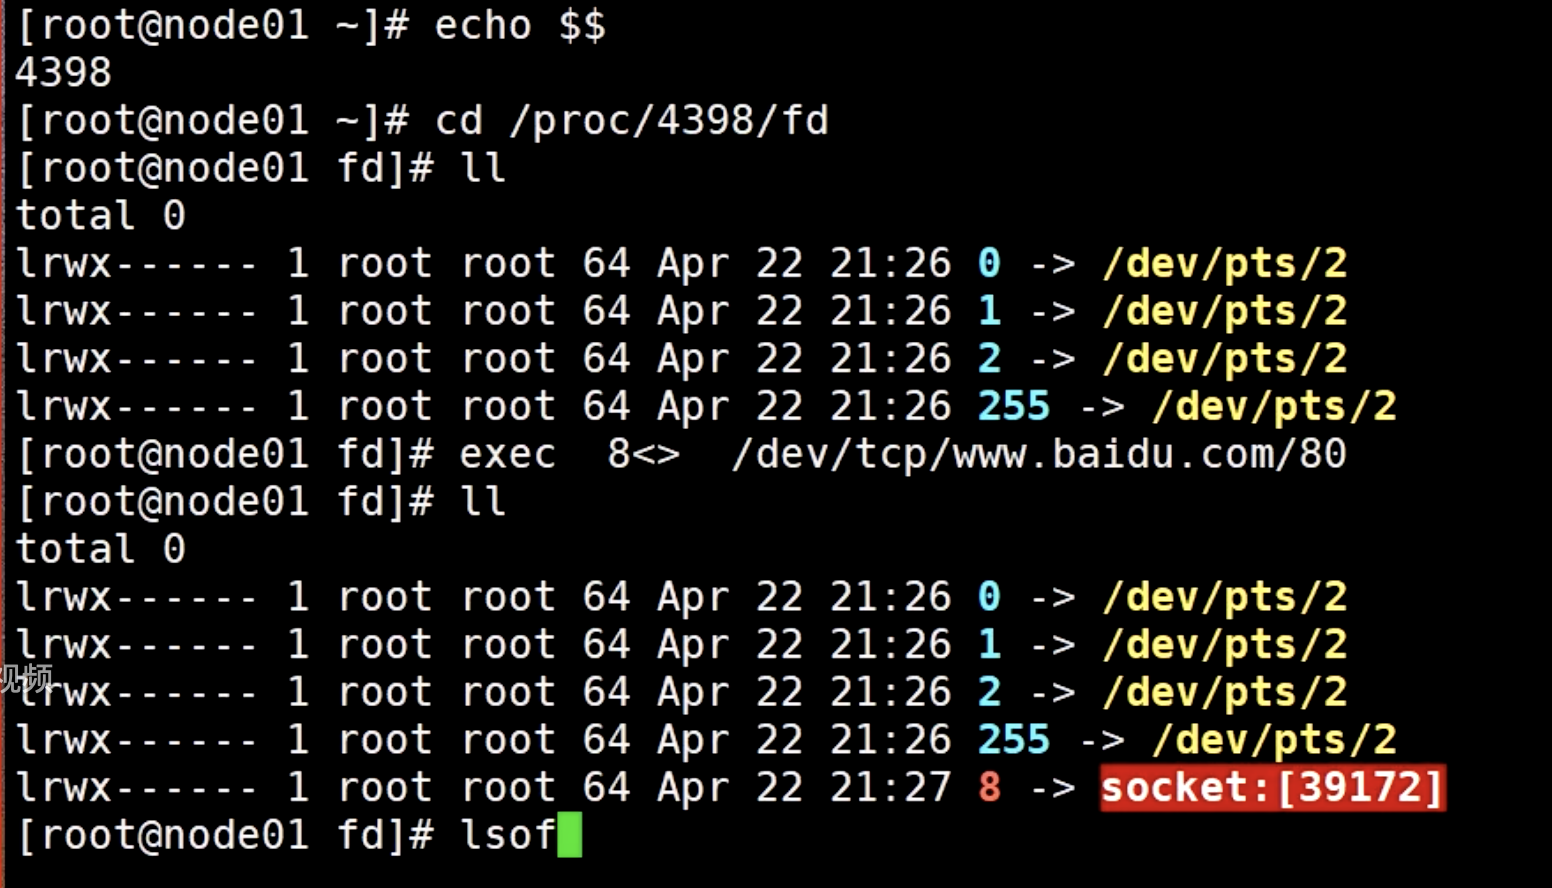 [root@node01 ~]# echo $$
4398
[root@node01 ~]# cd /proc/4398/fd
[root@node01 fd]# ll
total 0
lrwx------ 1 root root 64 Apr 22 21:26 0 -> /dev/pts/2
lrwx------ 1 root root 64 Apr 22 21:26 1 -> /dev/pts/2
lrwx------ 1 root root 64 Apr 22 21:26 2 -> /dev/pts/2
lrwx------ 1 root root 64 Apr 22 21:26 255 -> /dev/pts/2
[root@node01 fd]# exec  8<>  /dev/tcp/www.baidu.com/80
[root@node01 fd]# ll
total 0
lrwx------ 1 root root 64 Apr 22 21:26 0 -> /dev/pts/2
lrwx------ 1 root root 64 Apr 22 21:26 1 -> /dev/pts/2
视频
lrwx------ 1 root root 64 Apr 22 21:26 2 -> /dev/pts/2
lrwx------ 1 root root 64 Apr 22 21:26 255 -> /dev/pts/2
lrwx------ 1 root root 64 Apr 22 21:27 8 -> socket:[39172]
[root@node01 fd]# lsof